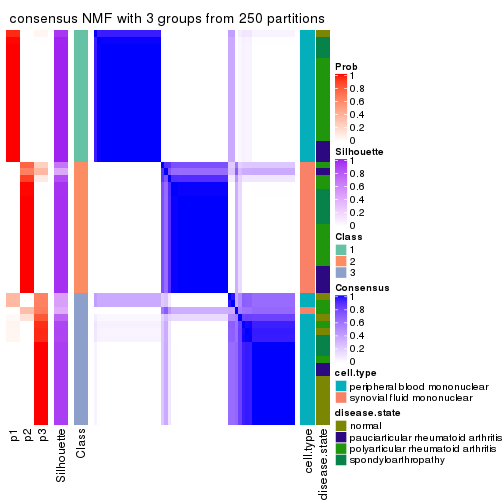 consensus NMF with 3 groups from 250 partitions
Prob
1
0.8
0.6
0.4
0.2
0
Silhouette
1
0.8
0.6
0.4
0.2
0
Class
1
2
3
Consensus
1
0.8
0.6
0.4
0.2
0
cell.type
peripheral blood mononuclear
synovial fluid mononuclear
disease.state
normal
pauciarticular rheumatoid arthritis
polyarticular rheumatoid arthritis
spondyloarthropathy
p1
p2
p3
Silhouette
Class
cell.type
disease.state